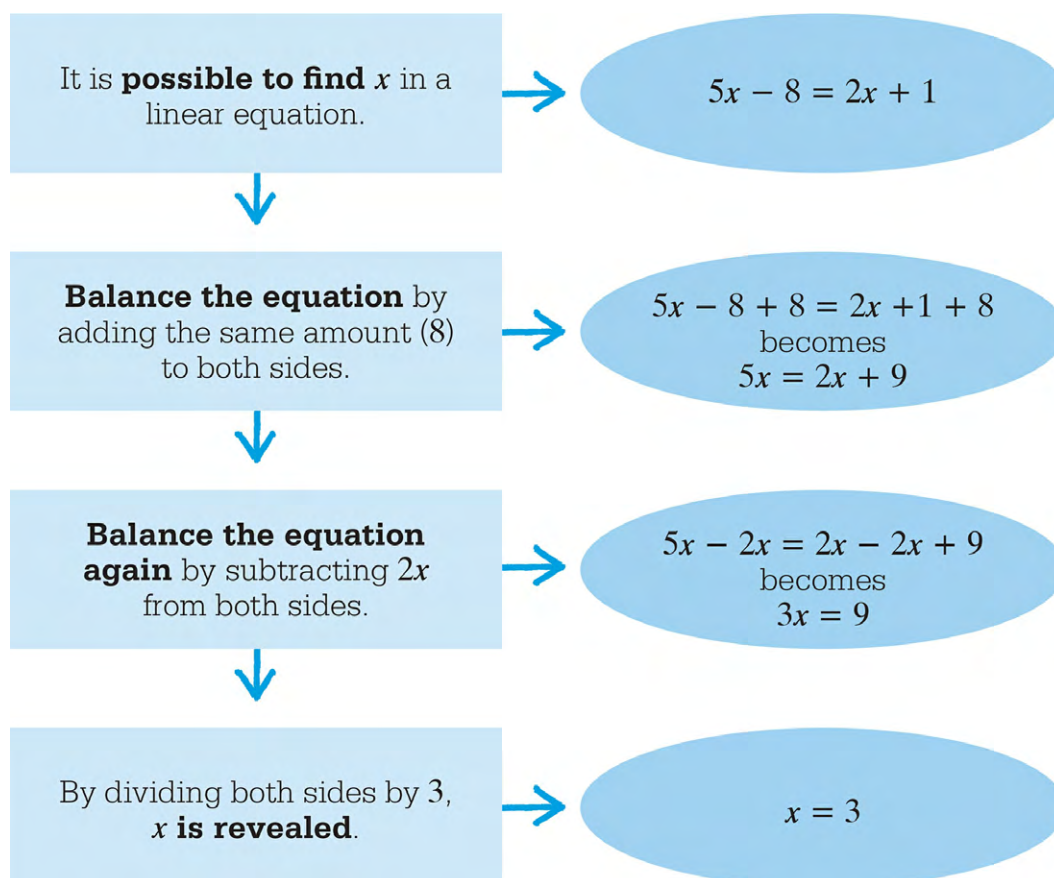 It is possible to find x in a
linear equation.
5x − 8 = 2x + 1
Balance the equation by
adding the same amount (8)
to both sides.
5x − 8 + 8 = 2x +1 + 8
becomes
5x = 2x + 9
Balance the equation
again by subtracting 2x
from both sides.
5x − 2x = 2x − 2x + 9
becomes
3x = 9
By dividing both sides by 3,
x is revealed.
x = 3